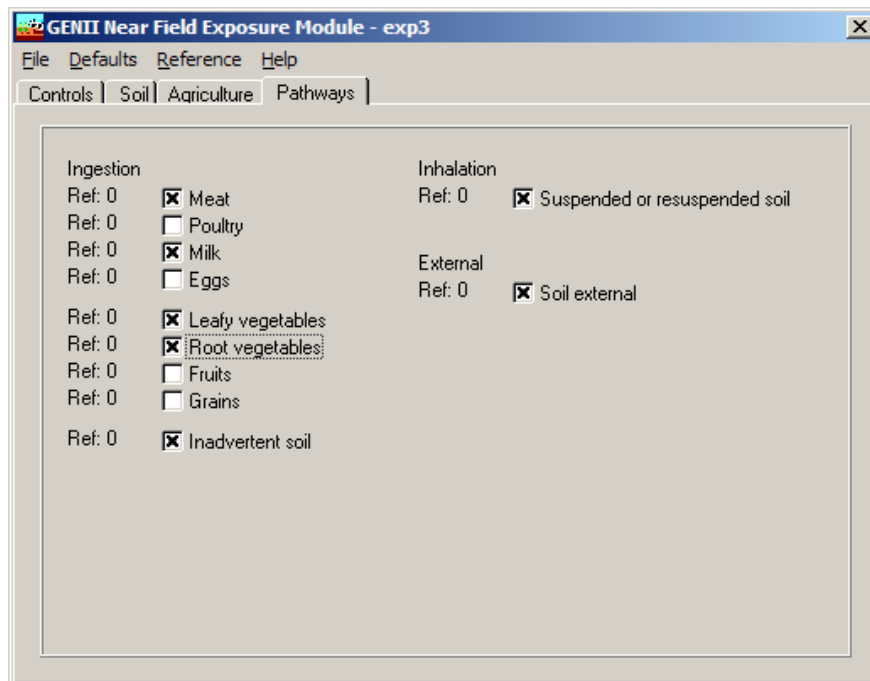 GENII Near Field Exposure Module - exp3
File Defaults Reference Help
Controls Soil Agriculture Pathways
Ingestion
Ref: 0 Meat
Ref: 0 Poultry
Ref: 0 Milk
Ref: 0 Eggs
Ref: 0 Leafy vegetables
Ref: 0 Root vegetables
Ref: 0 Fruits
Ref: 0 Grains
Ref: 0 Inadvertent soil
Inhalation
Ref: 0 Suspended or resuspended soil
External
Ref: 0 Soil external